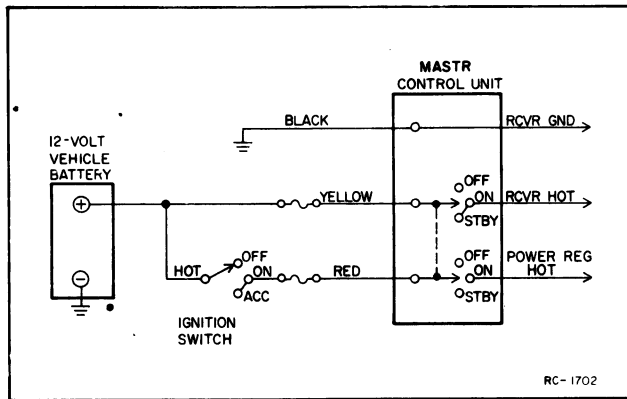 MASTR
CONTROL UNIT
BLACK
RCVR GND
12-VOLT
VEHICLE
BATTERY
OFF
YELLOW
ON
RCVR HOT
STBY
OFF
HOT
ON
RED
OFF
ON
POWER REG
HOT
ACC
STBY
IGNITION
SWITCH
RC-1702